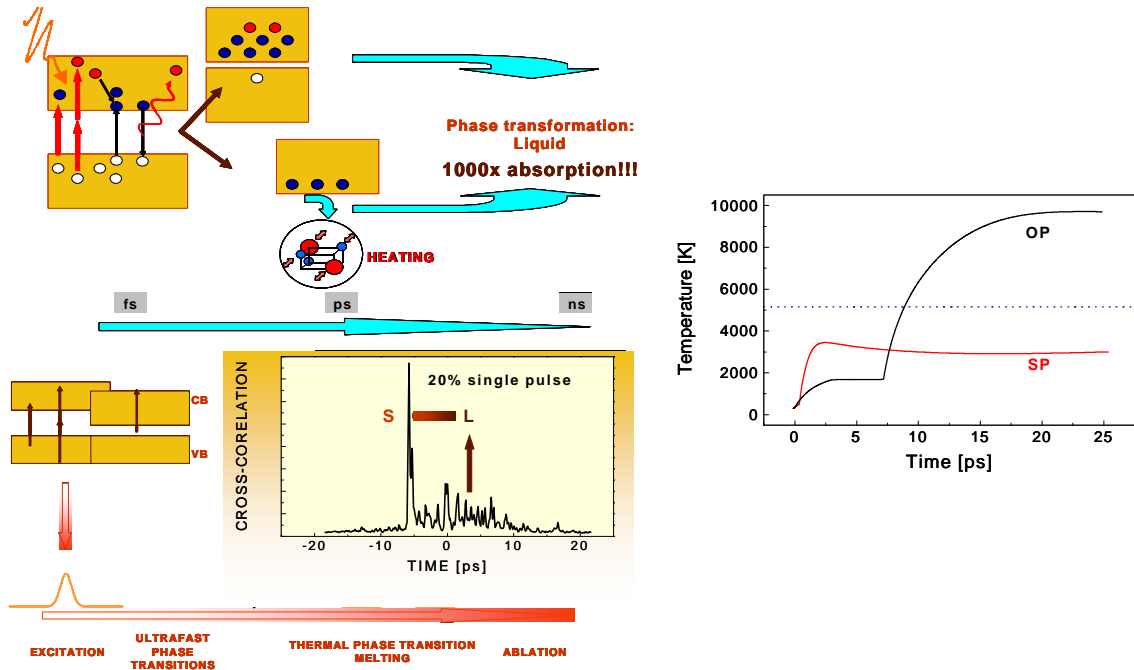 Phase transformation:
Liquid
1000x absorption!!!
HEATING
fs
ps
ns
CB
VB
CROSS-CORELATION
20% single pulse
S
L
-20
-10
0
10
20
TIME [ps]
EXCITATION
ULTRAFAST
PHASE
TRANSITIONS
THERMAL PHASE TRANSITION
MELTING
ABLATION
Temperature [K]
10000
8000
6000
4000
2000
0
OP
SP
0
5
10
15
20
25
Time [ps]